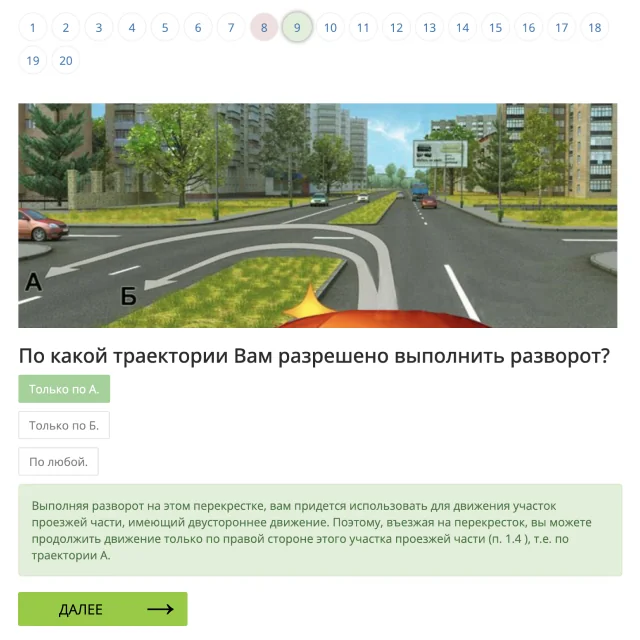 1 2 3 4 5 6 7 8 9 10 11 12 13 14 15 16 17 18
19 20
А
Б
По какой траектории Вам разрешено выполнить разворот?
Только по А.
Только по Б.
По любой.
Выполняя разворот на этом перекрестке, вам придется использовать для движения участок
проезжей части, имеющий двустороннее движение. Поэтому, въезжая на перекресток, вы можете
продолжить движение только по правой стороне этого участка проезжей части (п. 1.4 ), т.е. по
траектории А.
ДАЛЕЕ